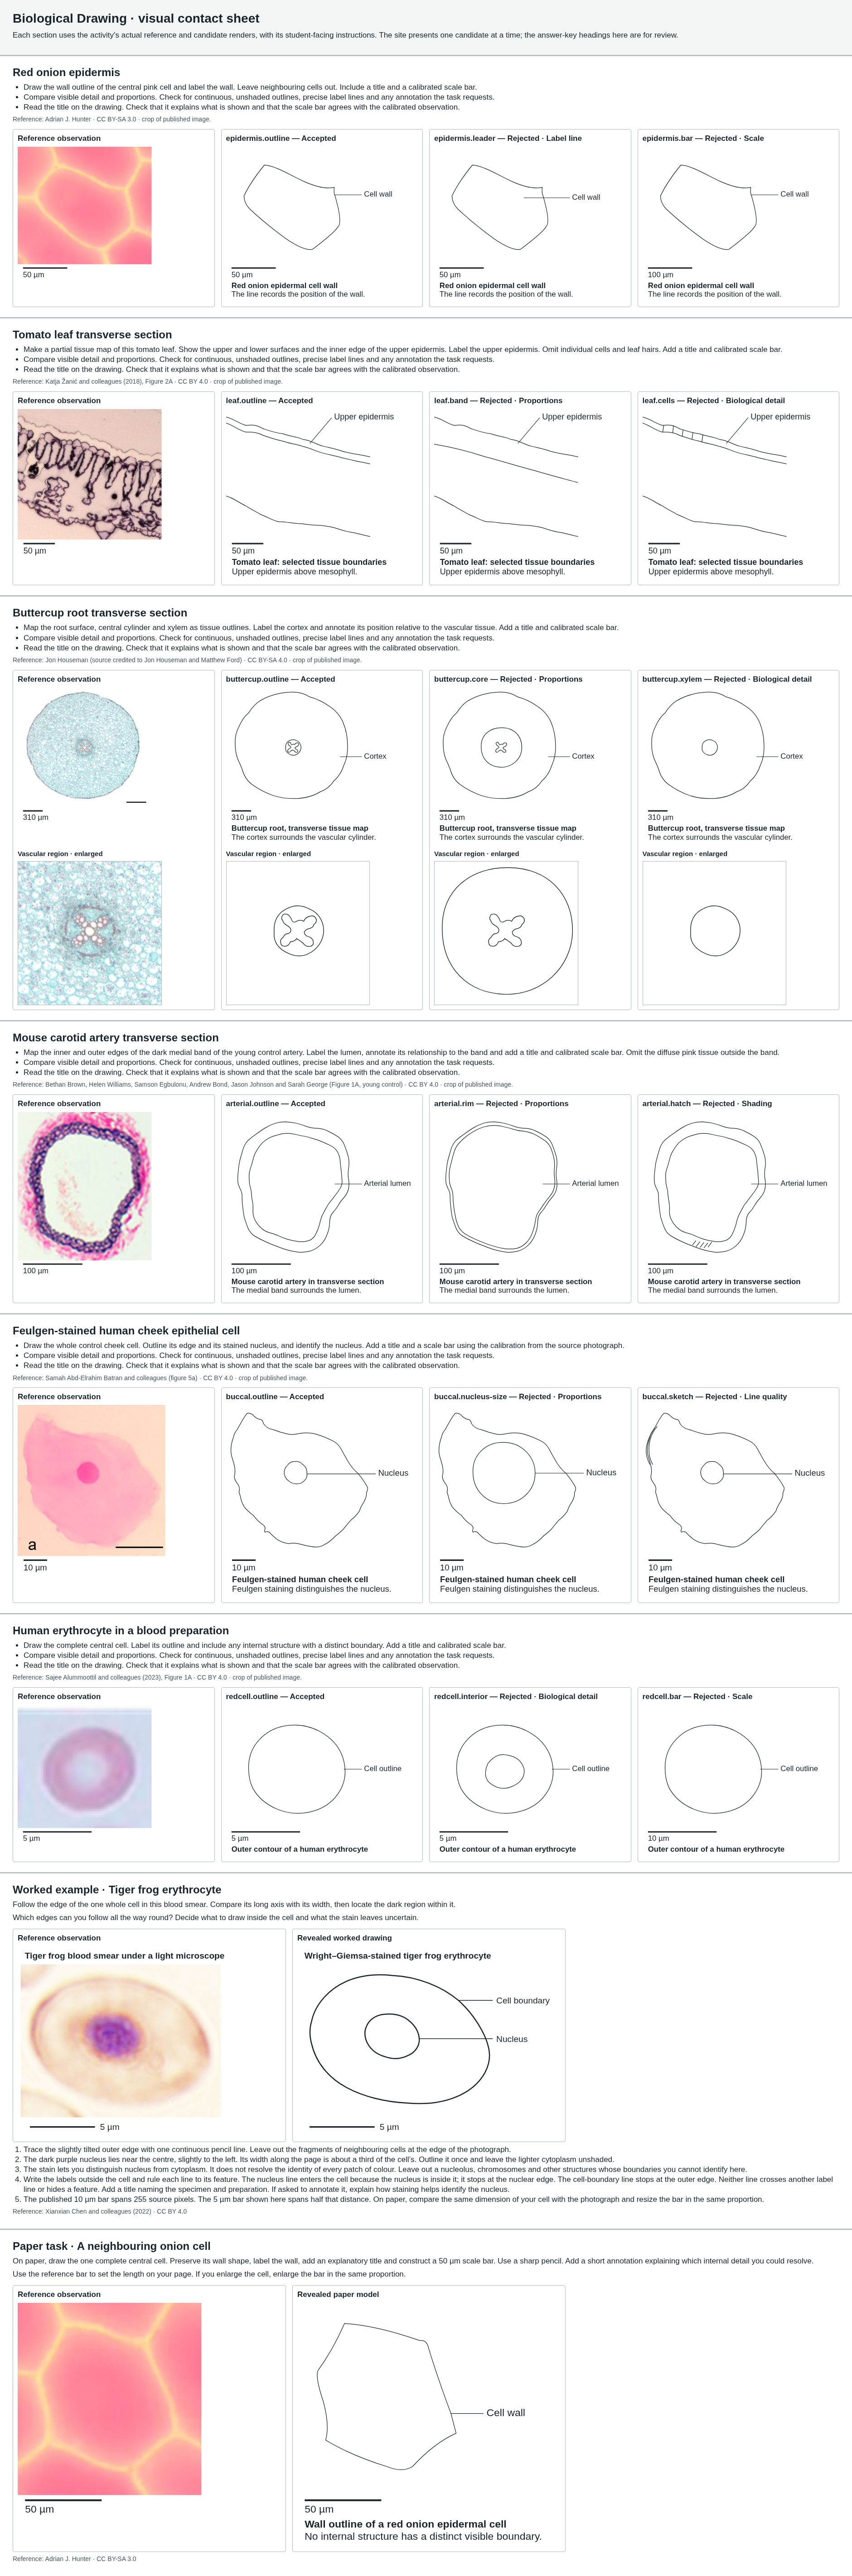 Biological Drawing · visual contact sheet
Each section uses the activity's actual reference and candidate renders, with its student-facing instructions. The site presents one candidate at a time; the answer-key headings here are for review.
Red onion epidermis
• Draw the wall outline of the central pink cell and label the wall. Leave neighbouring cells out. Include a title and a calibrated scale bar.
• Compare visible detail and proportions. Check for continuous, unshaded outlines, precise label lines and any annotation the task requests.
• Read the title on the drawing. Check that it explains what is shown and that the scale bar agrees with the calibrated observation.
Reference: Adrian J. Hunter · CC BY-SA 3.0 · crop of published image.
Reference observation
50 µm
epidermis.outline — Accepted
Cell wall
50 µm
Red onion epidermal cell wall
The line records the position of the wall.
epidermis.leader — Rejected · Label line
Cell wall
50 µm
Red onion epidermal cell wall
The line records the position of the wall.
epidermis.bar — Rejected · Scale
Cell wall
100 µm
Red onion epidermal cell wall
The line records the position of the wall.
Tomato leaf transverse section
• Make a partial tissue map of this tomato leaf. Show the upper and lower surfaces and the inner edge of the upper epidermis. Label the upper epidermis. Omit individual cells and leaf hairs. Add a title and calibrated scale bar.
• Compare visible detail and proportions. Check for continuous, unshaded outlines, precise label lines and any annotation the task requests.
• Read the title on the drawing. Check that it explains what is shown and that the scale bar agrees with the calibrated observation.
Reference: Katja Žanić and colleagues (2018), Figure 2A · CC BY 4.0 · crop of published image.
Reference observation
50 µm
leaf.outline — Accepted
Upper epidermis
50 µm
Tomato leaf: selected tissue boundaries
Upper epidermis above mesophyll.
leaf.band — Rejected · Proportions
Upper epidermis
50 µm
Tomato leaf: selected tissue boundaries
Upper epidermis above mesophyll.
leaf.cells — Rejected · Biological detail
Upper epidermis
50 µm
Tomato leaf: selected tissue boundaries
Upper epidermis above mesophyll.
Buttercup root transverse section
• Map the root surface, central cylinder and xylem as tissue outlines. Label the cortex and annotate its position relative to the vascular tissue. Add a title and calibrated scale bar.
• Compare visible detail and proportions. Check for continuous, unshaded outlines, precise label lines and any annotation the task requests.
• Read the title on the drawing. Check that it explains what is shown and that the scale bar agrees with the calibrated observation.
Reference: Jon Houseman (source credited to Jon Houseman and Matthew Ford) · CC BY-SA 4.0 · crop of published image.
Reference observation
310 µm
Vascular region · enlarged
buttercup.outline — Accepted
Cortex
310 µm
Buttercup root, transverse tissue map
The cortex surrounds the vascular cylinder.
Vascular region · enlarged
buttercup.core — Rejected · Proportions
Cortex
310 µm
Buttercup root, transverse tissue map
The cortex surrounds the vascular cylinder.
Vascular region · enlarged
buttercup.xylem — Rejected · Biological detail
Cortex
310 µm
Buttercup root, transverse tissue map
The cortex surrounds the vascular cylinder.
Vascular region · enlarged
Mouse carotid artery transverse section
• Map the inner and outer edges of the dark medial band of the young control artery. Label the lumen, annotate its relationship to the band and add a title and calibrated scale bar. Omit the diffuse pink tissue outside the band.
• Compare visible detail and proportions. Check for continuous, unshaded outlines, precise label lines and any annotation the task requests.
• Read the title on the drawing. Check that it explains what is shown and that the scale bar agrees with the calibrated observation.
Reference: Bethan Brown, Helen Williams, Samson Egbulonu, Andrew Bond, Jason Johnson and Sarah George (Figure 1A, young control) · CC BY 4.0 · crop of published image.
Reference observation
100 µm
arterial.outline — Accepted
Arterial lumen
100 µm
Mouse carotid artery in transverse section
The medial band surrounds the lumen.
arterial.rim — Rejected · Proportions
Arterial lumen
100 µm
Mouse carotid artery in transverse section
The medial band surrounds the lumen.
arterial.hatch — Rejected · Shading
Arterial lumen
100 µm
Mouse carotid artery in transverse section
The medial band surrounds the lumen.
Feulgen-stained human cheek epithelial cell
• Draw the whole control cheek cell. Outline its edge and its stained nucleus, and identify the nucleus. Add a title and a scale bar using the calibration from the source photograph.
• Compare visible detail and proportions. Check for continuous, unshaded outlines, precise label lines and any annotation the task requests.
• Read the title on the drawing. Check that it explains what is shown and that the scale bar agrees with the calibrated observation.
Reference: Samah Abd-Elrahim Batran and colleagues (figure 5a) · CC BY 4.0 · crop of published image.
Reference observation
a
10 µm
buccal.outline — Accepted
Nucleus
10 µm
Feulgen-stained human cheek cell
Feulgen staining distinguishes the nucleus.
buccal.nucleus-size — Rejected · Proportions
Nucleus
10 µm
Feulgen-stained human cheek cell
Feulgen staining distinguishes the nucleus.
buccal.sketch — Rejected · Line quality
Nucleus
10 µm
Feulgen-stained human cheek cell
Feulgen staining distinguishes the nucleus.
Human erythrocyte in a blood preparation
• Draw the complete central cell. Label its outline and include any internal structure with a distinct boundary. Add a title and calibrated scale bar.
• Compare visible detail and proportions. Check for continuous, unshaded outlines, precise label lines and any annotation the task requests.
• Read the title on the drawing. Check that it explains what is shown and that the scale bar agrees with the calibrated observation.
Reference: Sajee Alummoottil and colleagues (2023), Figure 1A · CC BY 4.0 · crop of published image.
Reference observation
5 µm
redcell.outline — Accepted
Cell outline
5 µm
Outer contour of a human erythrocyte
redcell.interior — Rejected · Biological detail
Cell outline
5 µm
Outer contour of a human erythrocyte
redcell.bar — Rejected · Scale
Cell outline
10 µm
Outer contour of a human erythrocyte
Worked example · Tiger frog erythrocyte
Follow the edge of the one whole cell in this blood smear. Compare its long axis with its width, then locate the dark region within it.
Which edges can you follow all the way round? Decide what to draw inside the cell and what the stain leaves uncertain.
Reference observation
Tiger frog blood smear under a light microscope
5 µm
Revealed worked drawing
Wright–Giemsa-stained tiger frog erythrocyte
Cell boundary
Nucleus
5 µm
1. Trace the slightly tilted outer edge with one continuous pencil line. Leave out the fragments of neighbouring cells at the edge of the photograph.
2. The dark purple nucleus lies near the centre, slightly to the left. Its width along the page is about a third of the cell's. Outline it once and leave the lighter cytoplasm unshaded.
3. The stain lets you distinguish nucleus from cytoplasm. It does not resolve the identity of every patch of colour. Leave out a nucleolus, chromosomes and other structures whose boundaries you cannot identify here.
4. Write the labels outside the cell and rule each line to its feature. The nucleus line enters the cell because the nucleus is inside it; it stops at the nuclear edge. The cell-boundary line stops at the outer edge. Neither line crosses another label
line or hides a feature. Add a title naming the specimen and preparation. If asked to annotate it, explain how staining helps identify the nucleus.
5. The published 10 µm bar spans 255 source pixels. The 5 µm bar shown here spans half that distance. On paper, compare the same dimension of your cell with the photograph and resize the bar in the same proportion.
Reference: Xianxian Chen and colleagues (2022) · CC BY 4.0
Paper task · A neighbouring onion cell
On paper, draw the one complete central cell. Preserve its wall shape, label the wall, add an explanatory title and construct a 50 µm scale bar. Use a sharp pencil. Add a short annotation explaining which internal detail you could resolve.
Use the reference bar to set the length on your page. If you enlarge the cell, enlarge the bar in the same proportion.
Reference observation
50 µm
Revealed paper model
Cell wall
50 µm
Wall outline of a red onion epidermal cell
No internal structure has a distinct visible boundary.
Reference: Adrian J. Hunter · CC BY-SA 3.0